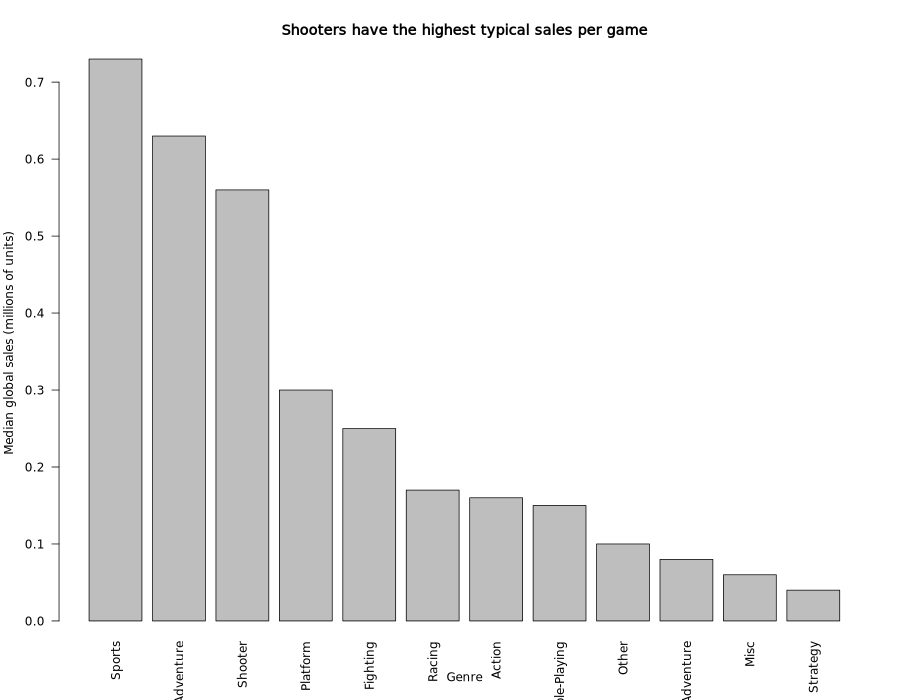 Shooters have the highest typical sales per game
Median global sales (millions of units)
0.7
0.6
0.5
0.4
0.3
0.2
0.1
0.0
Sports
Adventure
Shooter
Platform
Fighting
Racing
Action
le-Playing
Other
Adventure
Misc
Strategy
Genre